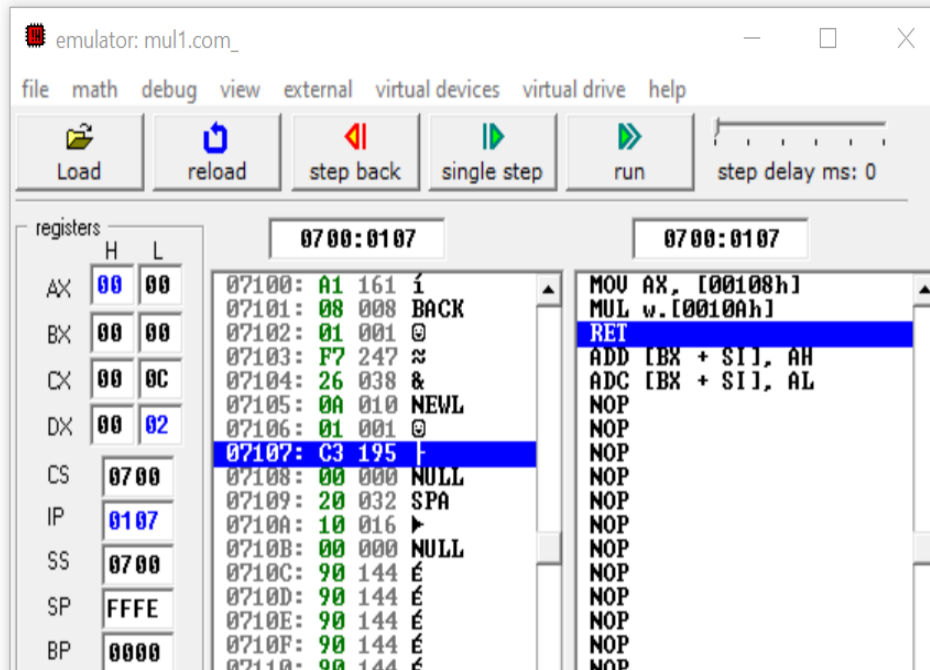 emulator: mul1.com_
file math debug view external virtual devices virtual drive help
Load reload step back single step run step delay ms: 0
registers
H L
AX 00 00
BX 00 00
CX 00 0C
DX 00 02
CS 0700
IP 0107
SS 0700
SP FFFE
BP 0000
0700:0107
07100: A1 161 í
07101: 08 008 BACK
07102: 01 001 ☺
07103: F7 247 ≈
07104: 26 038 &
07105: 0A 010 NEWL
07106: 01 001 ☺
07107: C3 195 ├
07108: 00 000 NULL
07109: 20 032 SPA
0710A: 10 016 ►
0710B: 00 000 NULL
0710C: 90 144 É
0710D: 90 144 É
0710E: 90 144 É
0710F: 90 144 É
07110: 90 144 É
0700:0107
MOV AX, [00108h]
MUL w.[0010Ah]
RET
ADD [BX + SI], AH
ADC [BX + SI], AL
NOP
NOP
NOP
NOP
NOP
NOP
NOP
NOP
NOP
NOP
NOP
NOP